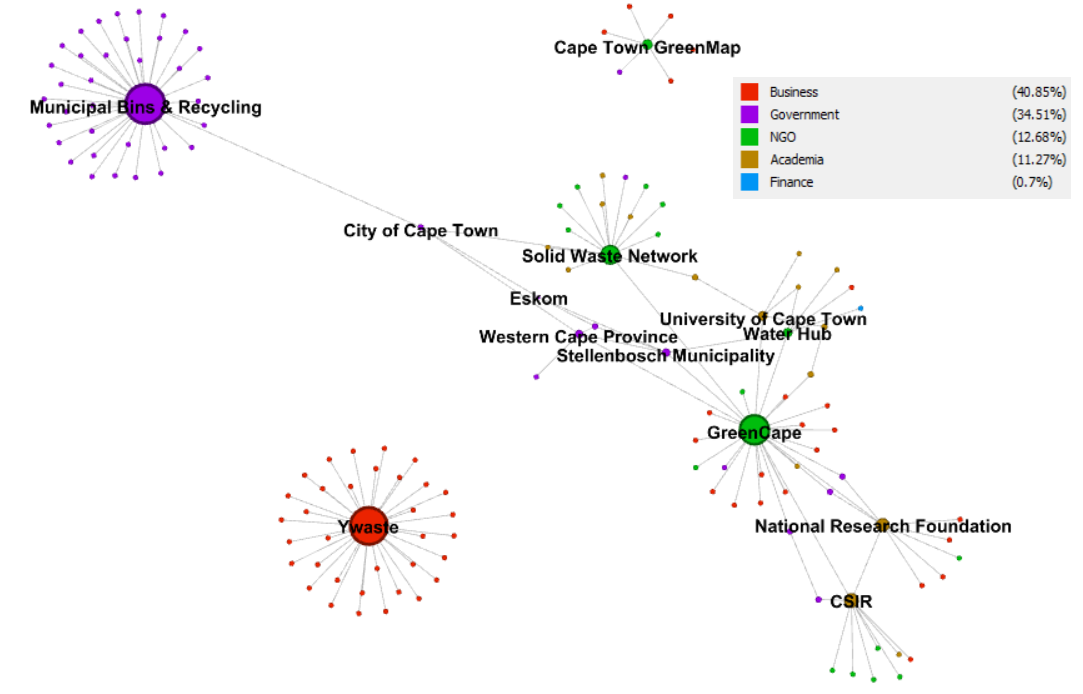 Cape Town GreenMap
Business (40.85%)
Government (34.51%)
NGO (12.68%)
Academia (11.27%)
Finance (0.7%)
Municipal Bins & Recycling
City of Cape Town
Solid Waste Network
Eskom
University of Cape Town
Water Hub
Western Cape Province
Stellenbosch Municipality
GreenCape
Ywaste
National Research Foundation
CSIR